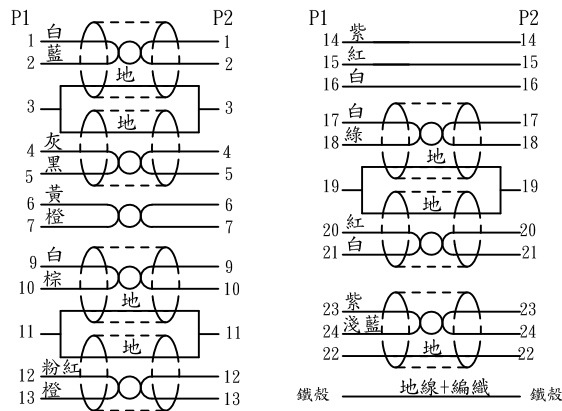 P1 P2
1 白 1
2 藍 2
地
3 3
地
4 灰 4
5 黑 5
6 黃 6
7 橙 7
9 白 9
10 棕 10
地
11 11
地
12 粉紅 12
13 橙 13
P1 P2
14 紫 14
15 紅 15
16 白 16
17 白 17
18 綠 18
地
19 19
地
20 紅 20
21 白 21
23 紫 23
24 淺藍 24
22 地 22
鐵殼 地線+編織 鐵殼